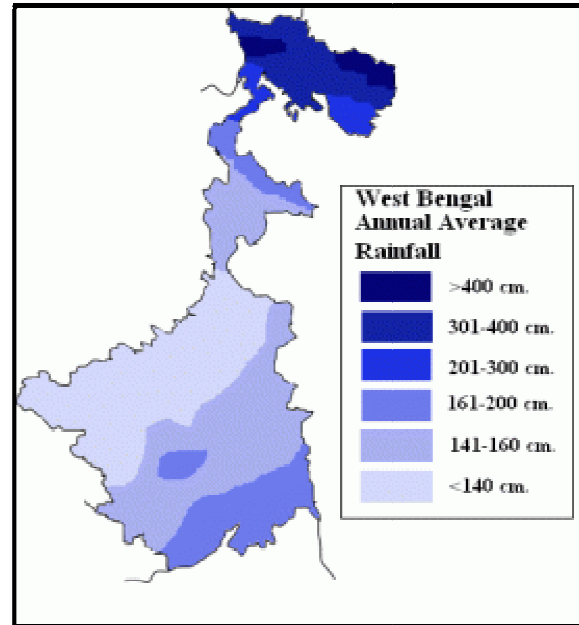 West Bengal
Annual Average
Rainfall
>400 cm.
301-400 cm.
201-300 cm.
161-200 cm.
141-160 cm.
<140 cm.